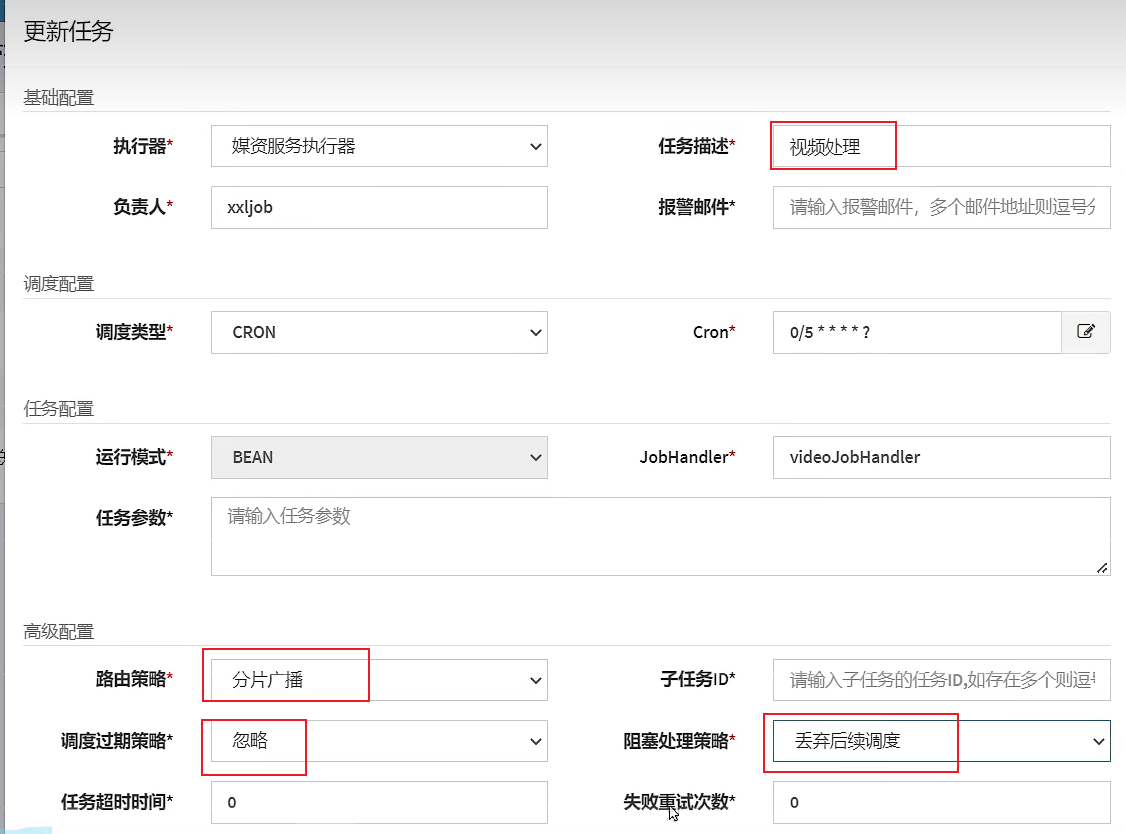 更新任务
基础配置
执行器* 媒资服务执行器 任务描述* 视频处理
负责人* xxljob 报警邮件* 请输入报警邮件，多个邮件地址则逗号分
调度配置
调度类型* CRON Cron* 0/5 * * * * ?
任务配置
运行模式* BEAN JobHandler* videoJobHandler
任务参数* 请输入任务参数
高级配置
路由策略* 分片广播 子任务ID* 请输入子任务的任务ID,如存在多个则逗
调度过期策略* 忽略 阻塞处理策略* 丢弃后续调度
任务超时时间* 0 失败重试次数* 0